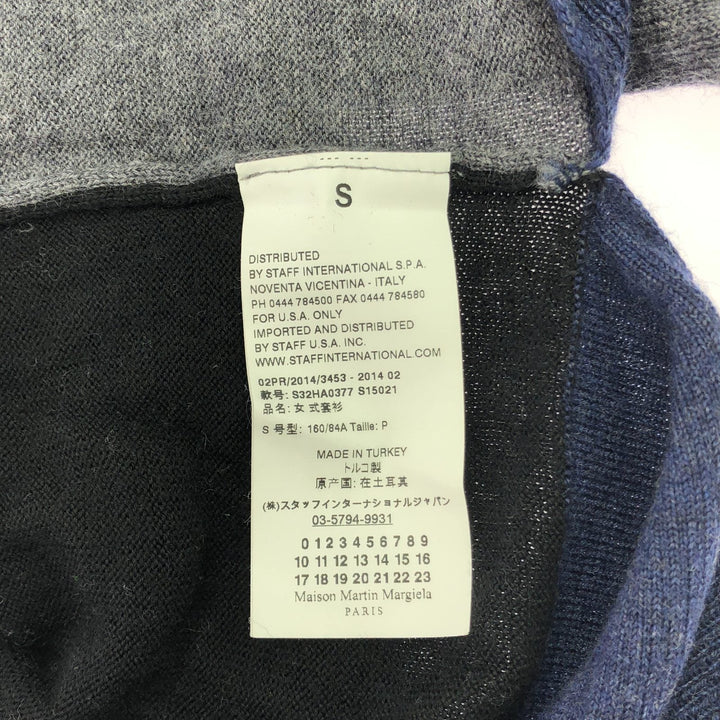 S
DISTRIBUTED
BY STAFF INTERNATIONAL S.P.A.
NOVENTA VICENTINA - ITALY
PH 0444 784500 FAX 0444 784580
FOR U.S.A. ONLY
IMPORTED AND DISTRIBUTED
BY STAFF U.S.A. INC.
WWW.STAFFINTERNATIONAL.COM
02PR/2014/3453 - 2014 02
款号: S32HA0377 S15021
品名: 女 式套衫
S 号型: 160/84A Taille: P
MADE IN TURKEY
トルコ製
原产国: 在土耳其
(株)スタッフインターナショナルジャパン
03-5794-9931
0 1 2 3 4 5 6 7 8 9
10 11 12 13 14 15 16
17 18 19 20 21 22 23
Maison Martin Margiela
PARIS